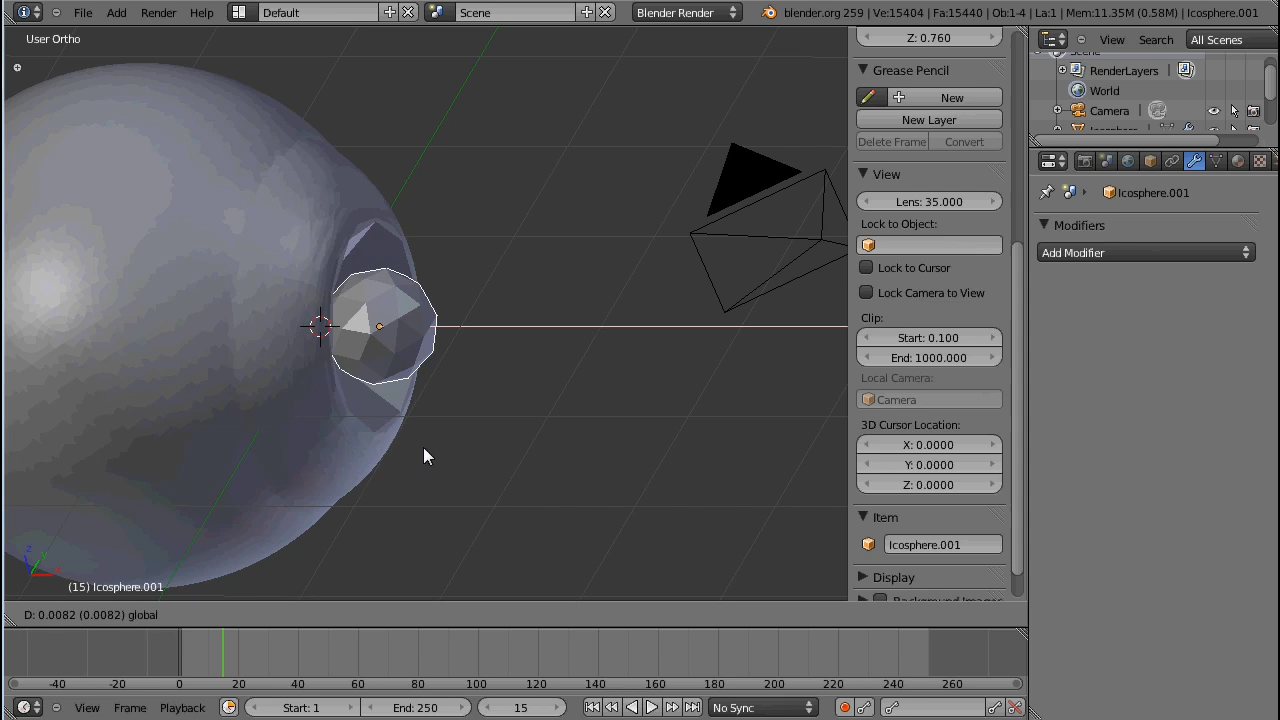 File Add Render Help Default Scene Blender Render blender.org 259 | Ve:15404 | Fa:15440 | Ob:1-4 | La:1 | Mem:11.35M (0.58M) | Icosphere.001
User Ortho
Z: 0.760
Grease Pencil
New
New Layer
Delete Frame Convert
View
Lens: 35.000
Lock to Object:
Lock to Cursor
Lock Camera to View
Clip:
Start: 0.100
End: 1000.000
Local Camera:
Camera
3D Cursor Location:
X: 0.0000
Y: 0.0000
Z: 0.0000
Item
Icosphere.001
Display
Background Images
View Search All Scenes
Scene
RenderLayers
World
Camera
Icosphere
Icosphere.001
Modifiers
Add Modifier
Z Y X
(15) Icosphere.001
D: 0.0082 (0.0082) global
-40 -20 0 20 40 60 80 100 120 140 160 180 200 220 240 260
View Frame Playback Start: 1 End: 250 15 No Sync